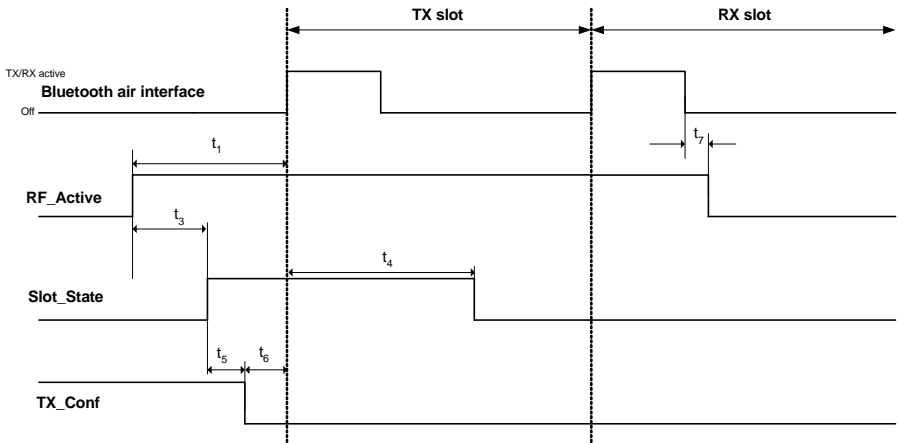 TX slot
RX slot
TX/RX active
Bluetooth air interface
Off
t1
t7
RF_Active
t3
t4
Slot_State
t5
t6
TX_Conf